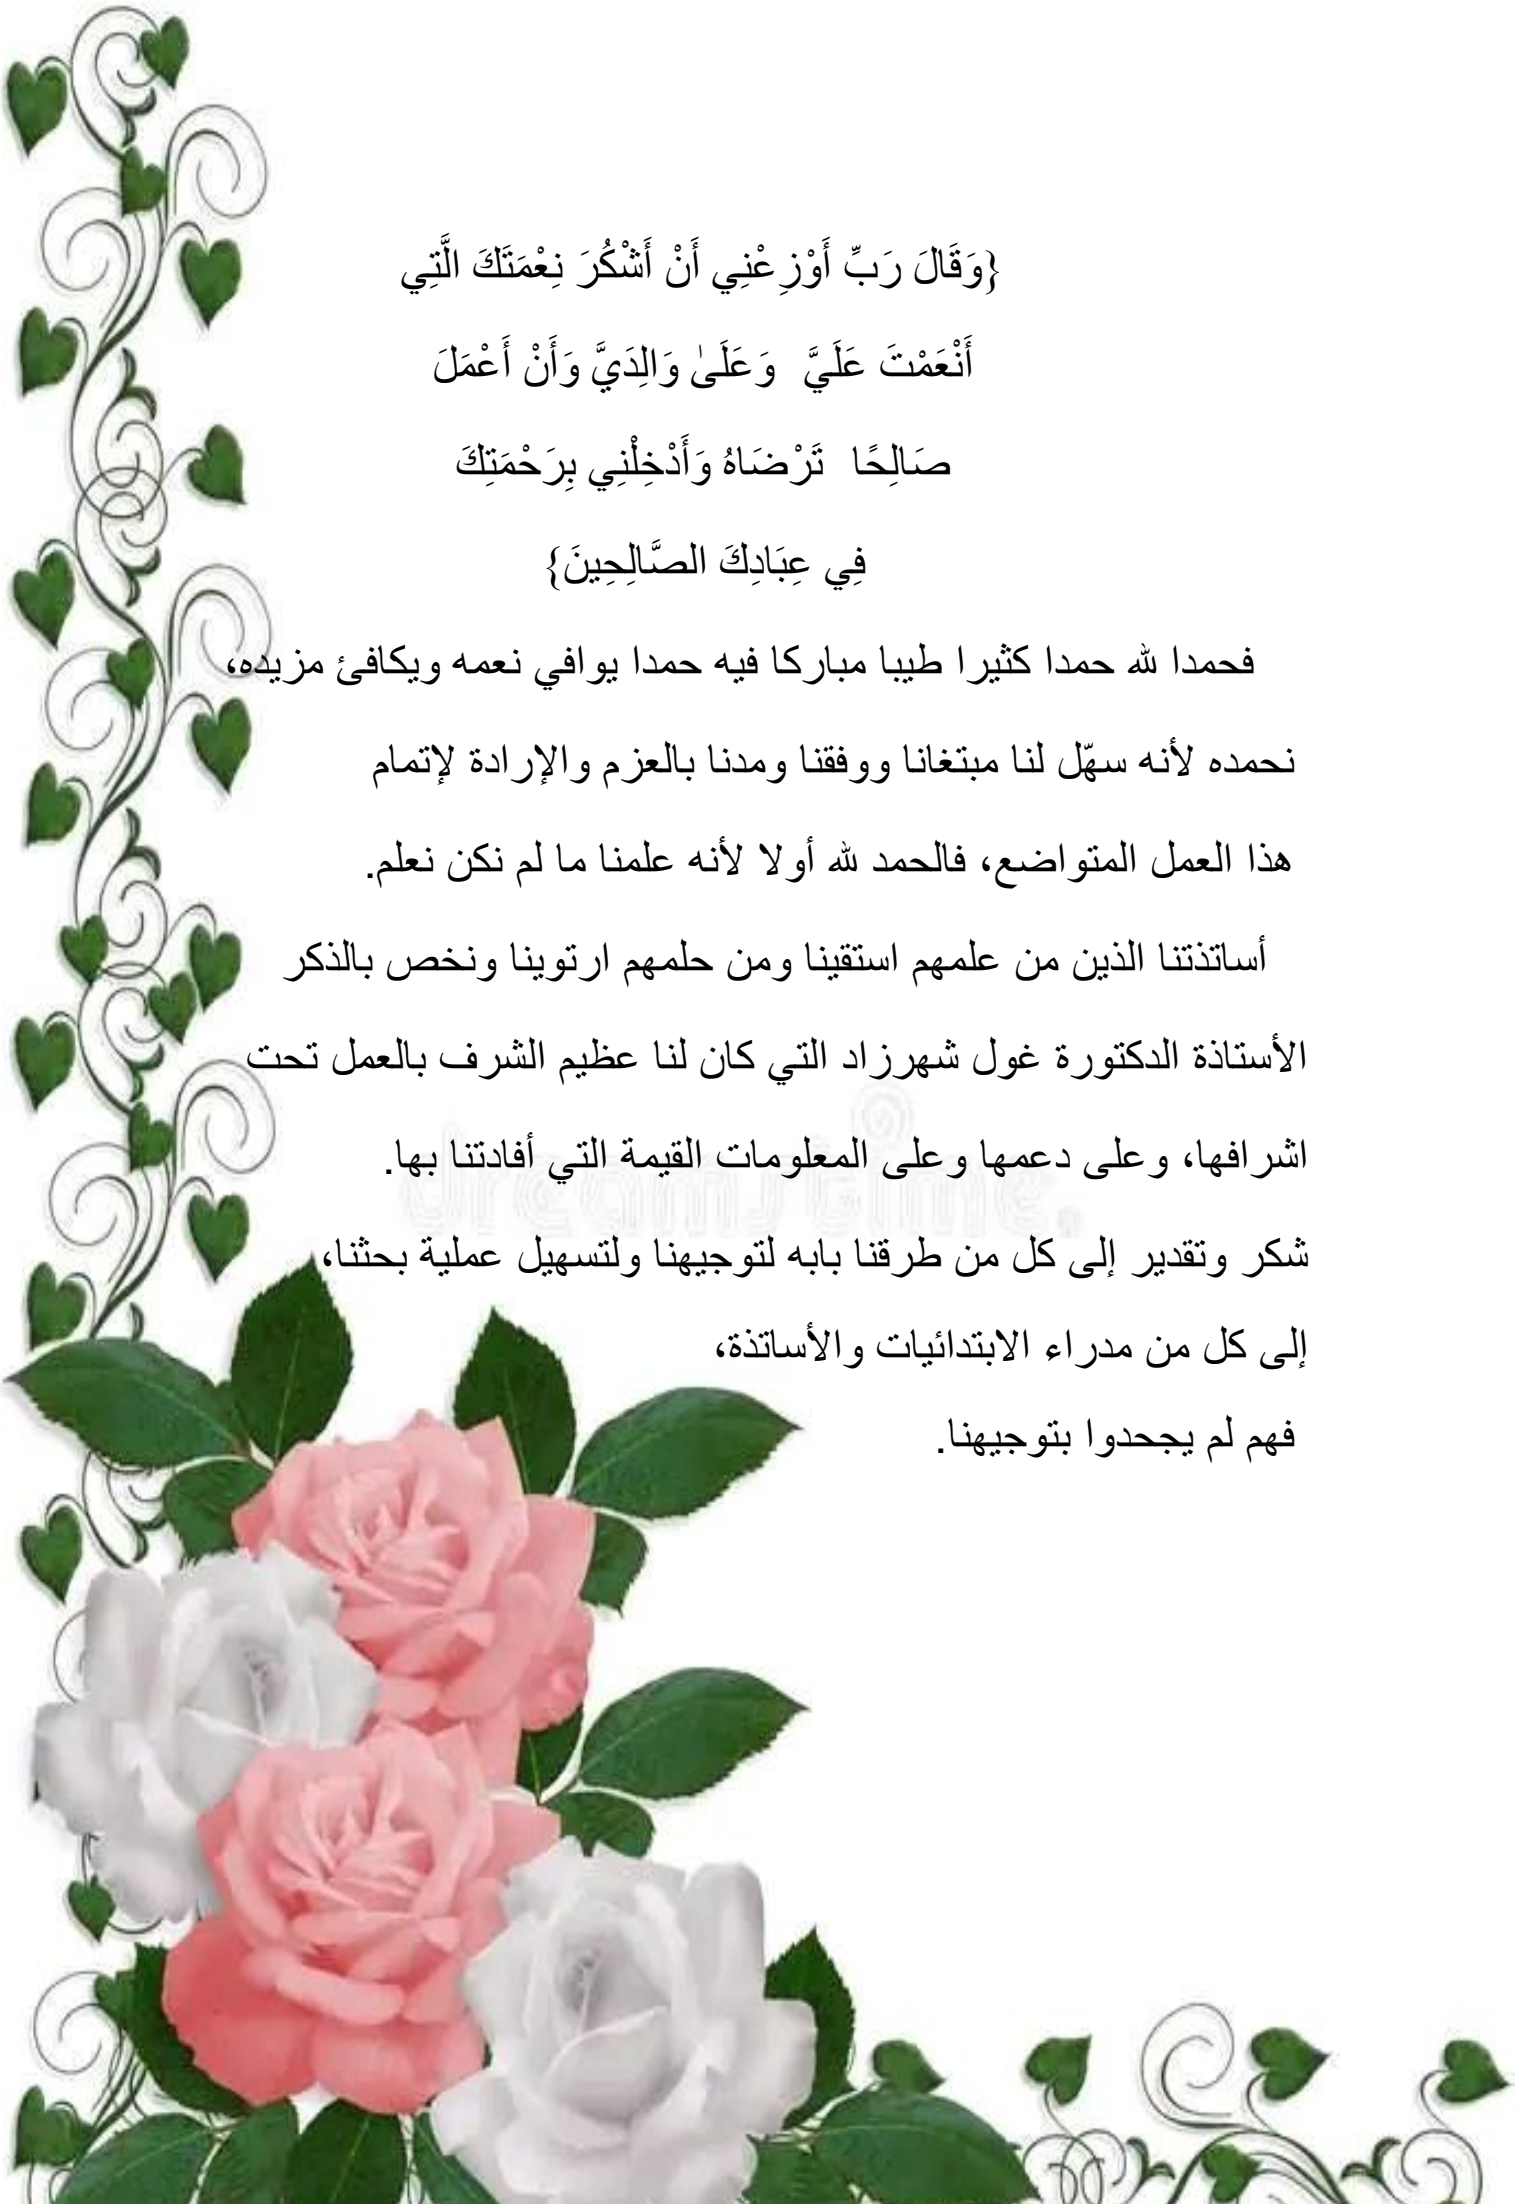 {وَقَالَ رَبِّ أَوْزِعْنِي أَنْ أَشْكُرَ نِعْمَتَكَ الَّتِي
أَنْعَمْتَ عَلَيَّ وَعَلَىٰ وَالِدَيَّ وَأَنْ أَعْمَلَ
صَالِحًا تَرْضَاهُ وَأَدْخِلْنِي بِرَحْمَتِكَ
فِي عِبَادِكَ الصَّالِحِينَ}
فحمدا لله حمدا كثيرا طيبا مباركا فيه حمدا يوافي نعمه ويكافئ مزيده،
نحمده لأنه سهّل لنا مبتغانا ووفقنا ومدنا بالعزم والإرادة لإتمام
هذا العمل المتواضع، فالحمد لله أولا لأنه علمنا ما لم نكن نعلم.
أساتذتنا الذين من علمهم استقينا ومن حلمهم ارتوينا ونخص بالذكر
الأستاذة الدكتورة غول شهرزاد التي كان لنا عظيم الشرف بالعمل تحت
اشرافها، وعلى دعمها وعلى المعلومات القيمة التي أفادتنا بها.
dreamstime.
شكر وتقدير إلى كل من طرقنا بابه لتوجيهنا ولتسهيل عملية بحثنا،
إلى كل من مدراء الابتدائيات والأساتذة،
فهم لم يجحدوا بتوجيهنا.